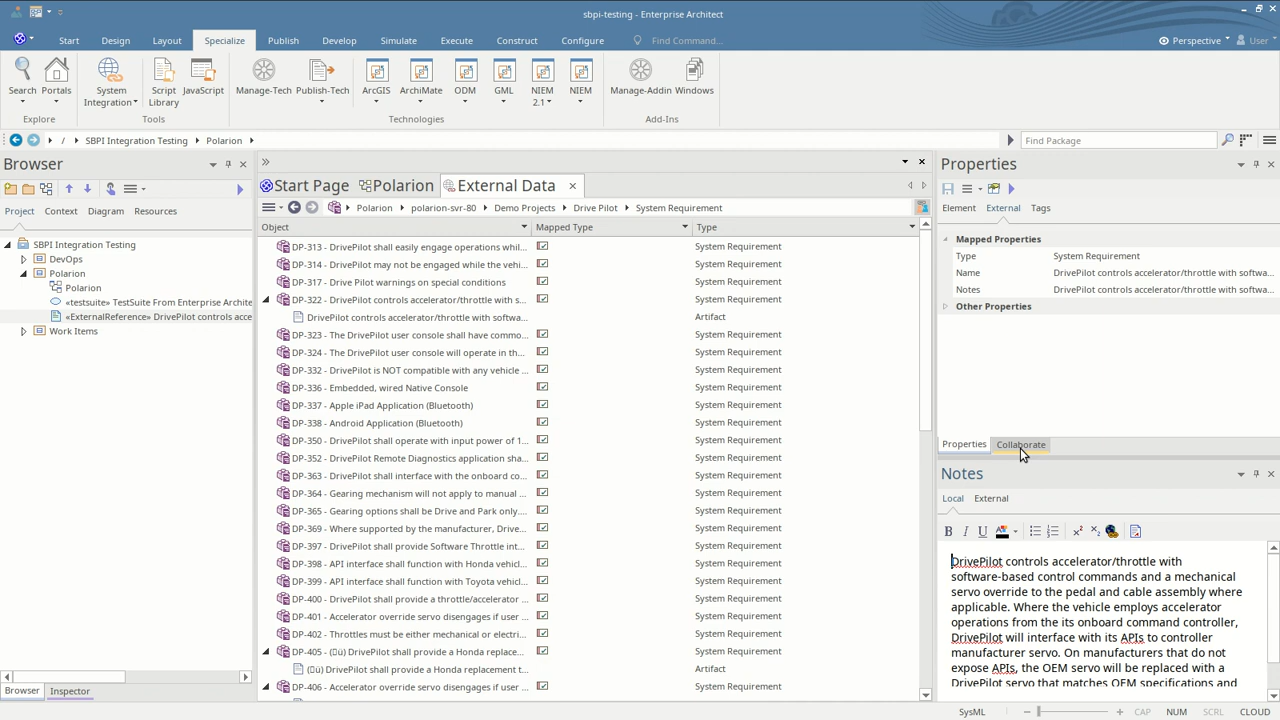 sbpi-testing - Enterprise Architect
Start Design Layout Specialize Publish Develop Simulate Execute Construct Configure Find Command... Perspective User
Search Portals System Integration Script Library JavaScript Manage-Tech Publish-Tech ArcGIS ArchiMate ODM GML NIEM 2.1 NIEM Manage-Addin Windows
Explore Tools Technologies Add-Ins
/ SBPI Integration Testing Polarion Find Package
Browser
Project Context Diagram Resources
SBPI Integration Testing
DevOps
Polarion
Polarion
«testsuite» TestSuite From Enterprise Archite
«ExternalReference» DrivePilot controls acce
Work Items
Browser Inspector
Start Page Polarion External Data
Polarion polarion-svr-80 Demo Projects Drive Pilot System Requirement
Object Mapped Type Type
DP-313 - DrivePilot shall easily engage operations whil... System Requirement
DP-314 - DrivePilot may not be engaged while the vehi... System Requirement
DP-317 - Drive Pilot warnings on special conditions System Requirement
DP-322 - DrivePilot controls accelerator/throttle with s... System Requirement
DrivePilot controls accelerator/throttle with softwa... Artifact
DP-323 - The DrivePilot user console shall have commo... System Requirement
DP-324 - The DrivePilot user console will operate in th... System Requirement
DP-332 - DrivePilot is NOT compatible with any vehicle ... System Requirement
DP-336 - Embedded, wired Native Console System Requirement
DP-337 - Apple iPad Application (Bluetooth) System Requirement
DP-338 - Android Application (Bluetooth) System Requirement
DP-350 - DrivePilot shall operate with input power of 1... System Requirement
DP-352 - DrivePilot Remote Diagnostics application sha... System Requirement
DP-363 - DrivePilot shall interface with the onboard co... System Requirement
DP-364 - Gearing mechanism will not apply to manual ... System Requirement
DP-365 - Gearing options shall be Drive and Park only.... System Requirement
DP-369 - Where supported by the manufacturer, Drive... System Requirement
DP-397 - DrivePilot shall provide Software Throttle int... System Requirement
DP-398 - API interface shall function with Honda vehicl... System Requirement
DP-399 - API interface shall function with Toyota vehicl... System Requirement
DP-400 - DrivePilot shall provide a throttle/accelerator ... System Requirement
DP-401 - Accelerator override servo disengages if user ... System Requirement
DP-402 - Throttles must be either mechanical or electri... System Requirement
DP-405 - (▯ü) DrivePilot shall provide a Honda replace... System Requirement
(▯ü) DrivePilot shall provide a Honda replacement t... Artifact
DP-406 - Accelerator override servo disengages if user ... System Requirement
Properties
Element External Tags
Mapped Properties
Type System Requirement
Name DrivePilot controls accelerator/throttle with softwa...
Notes DrivePilot controls accelerator/throttle with softwa...
Other Properties
Properties Collaborate
Notes
Local External
B I U A
DrivePilot controls accelerator/throttle with
software-based control commands and a mechanical
servo override to the pedal and cable assembly where
applicable. Where the vehicle employs accelerator
operations from the its onboard command controller,
DrivePilot will interface with its APIs to controller
manufacturer servo. On manufacturers that do not
expose APIs, the OEM servo will be replaced with a
DrivePilot servo that matches OEM specifications and
SysML CAP NUM SCRL CLOUD